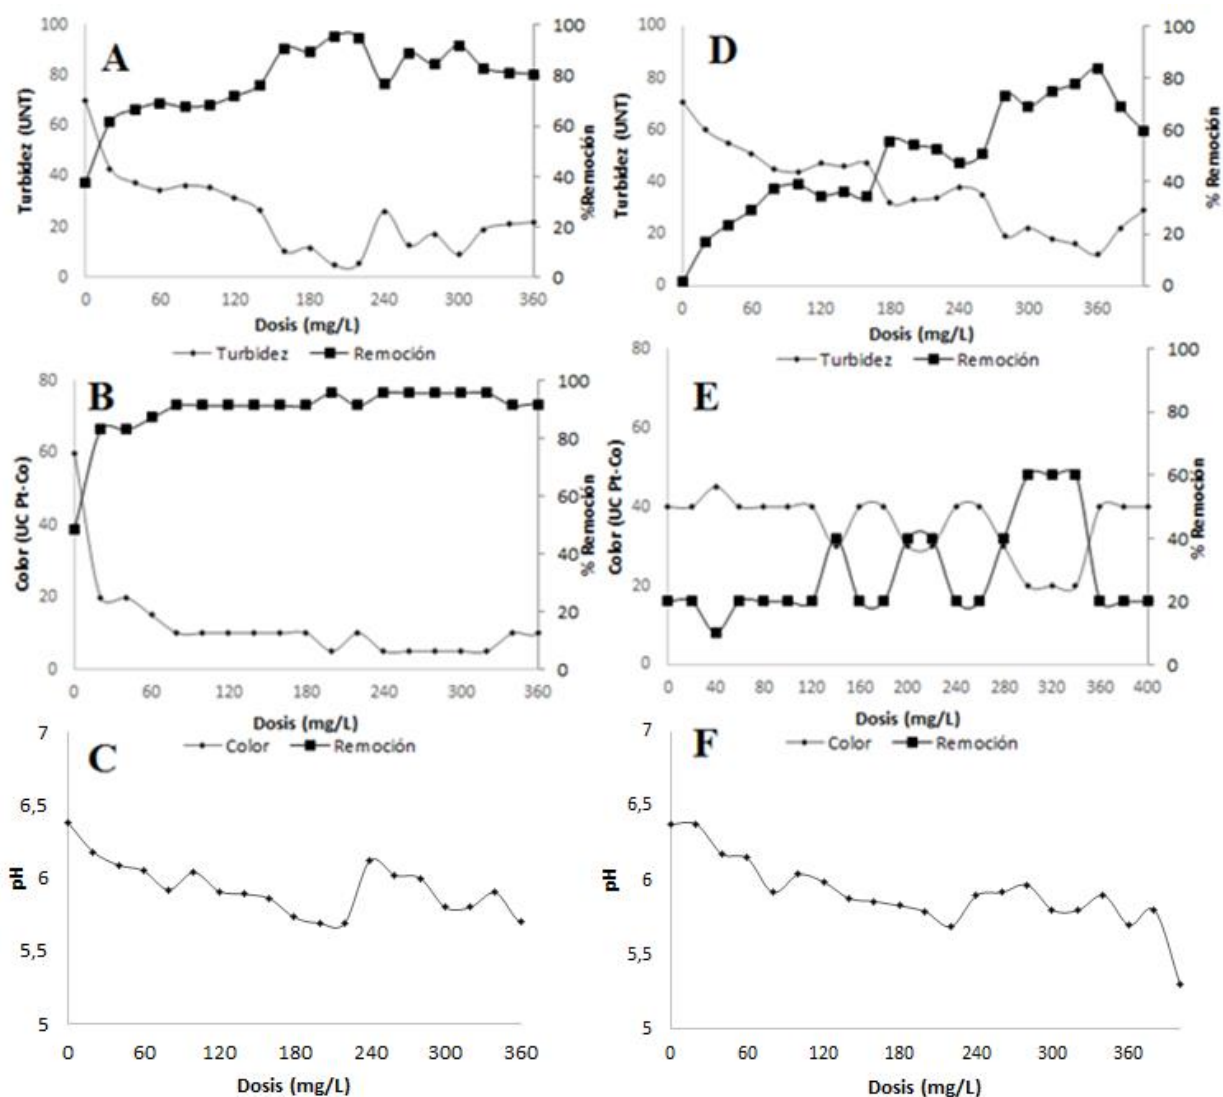 A
Turbidez (UNT)
100
80
60
40
20
0
100
80
60
40
20
0
%Remoción
0 60 120 180 240 300 360
Dosis (mg/L)
Turbidez Remoción
D
Turbidez (UNT)
100
80
60
40
20
0
100
80
60
40
20
0
% Remoción
0 60 120 180 240 300 360
Dosis (mg/L)
Turbidez Remoción
B
Color (UC Pt-Co)
80
60
40
20
0
100
80
60
40
20
0
% Remoción
0 60 120 180 240 300 360
Dosis (mg/L)
Color Remoción
E
Color (UC Pt-Co)
80
60
40
20
0
100
80
60
40
20
0
% Remoción
0 40 80 120 160 200 240 280 320 360 400
Dosis (mg/L)
Color Remoción
C
pH
7
6,5
6
5,5
5
0 60 120 180 240 300 360
Dosis (mg/L)
F
pH
7
6,5
6
5,5
5
0 60 120 180 240 300 360
Dosis (mg/L)